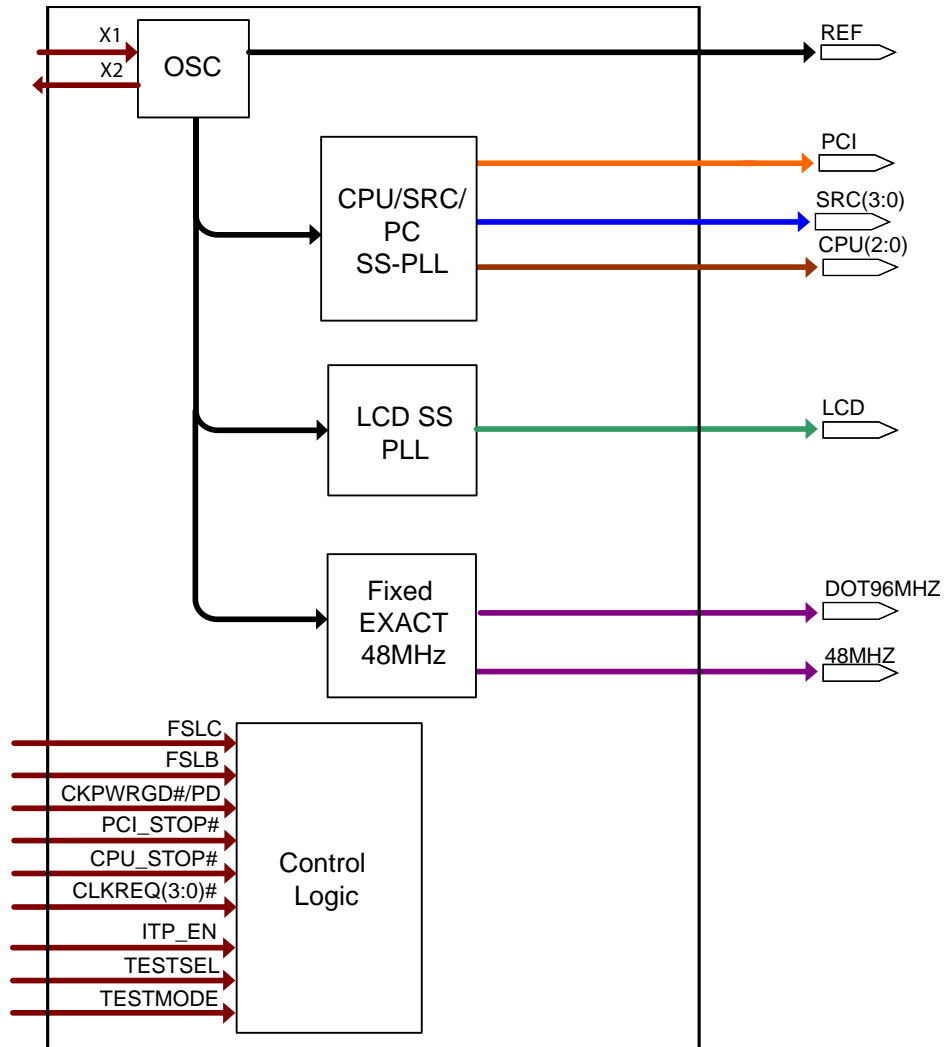 X1
X2
OSC
REF
CPU/SRC/
PC
SS-PLL
PCI
SRC(3:0)
CPU(2:0)
LCD SS
PLL
LCD
Fixed
EXACT
48MHz
DOT96MHZ
48MHZ
FSLC
FSLB
CKPWRGD#/PD
PCI_STOP#
CPU_STOP#
CLKREQ(3:0)#
ITP_EN
TESTSEL
TESTMODE
Control
Logic